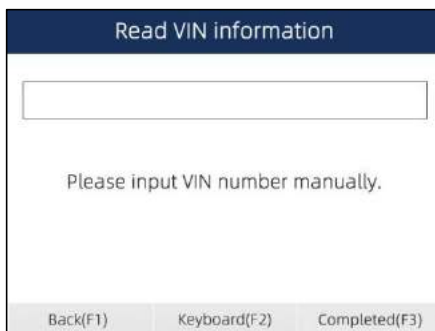 Read VIN information
Please input VIN number manually.
Back(F1) Keyboard(F2) Completed(F3)